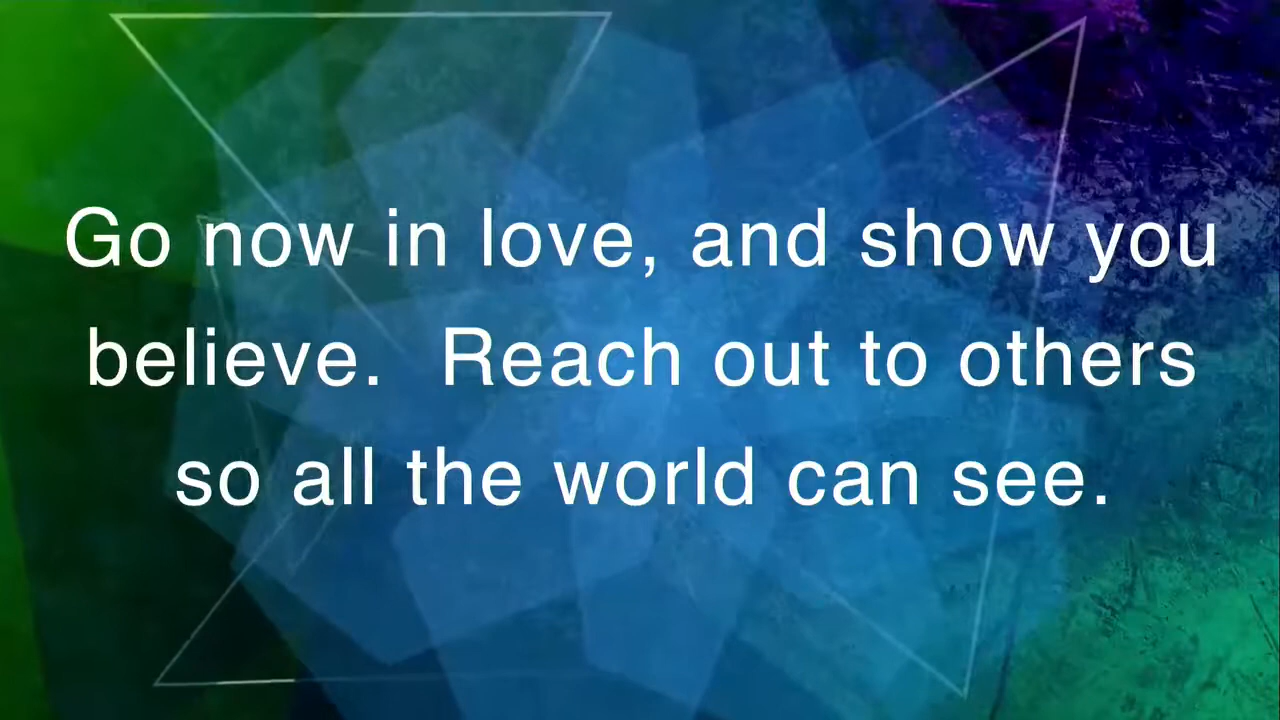 Go now in love, and show you
believe.  Reach out to others
so all the world can see.